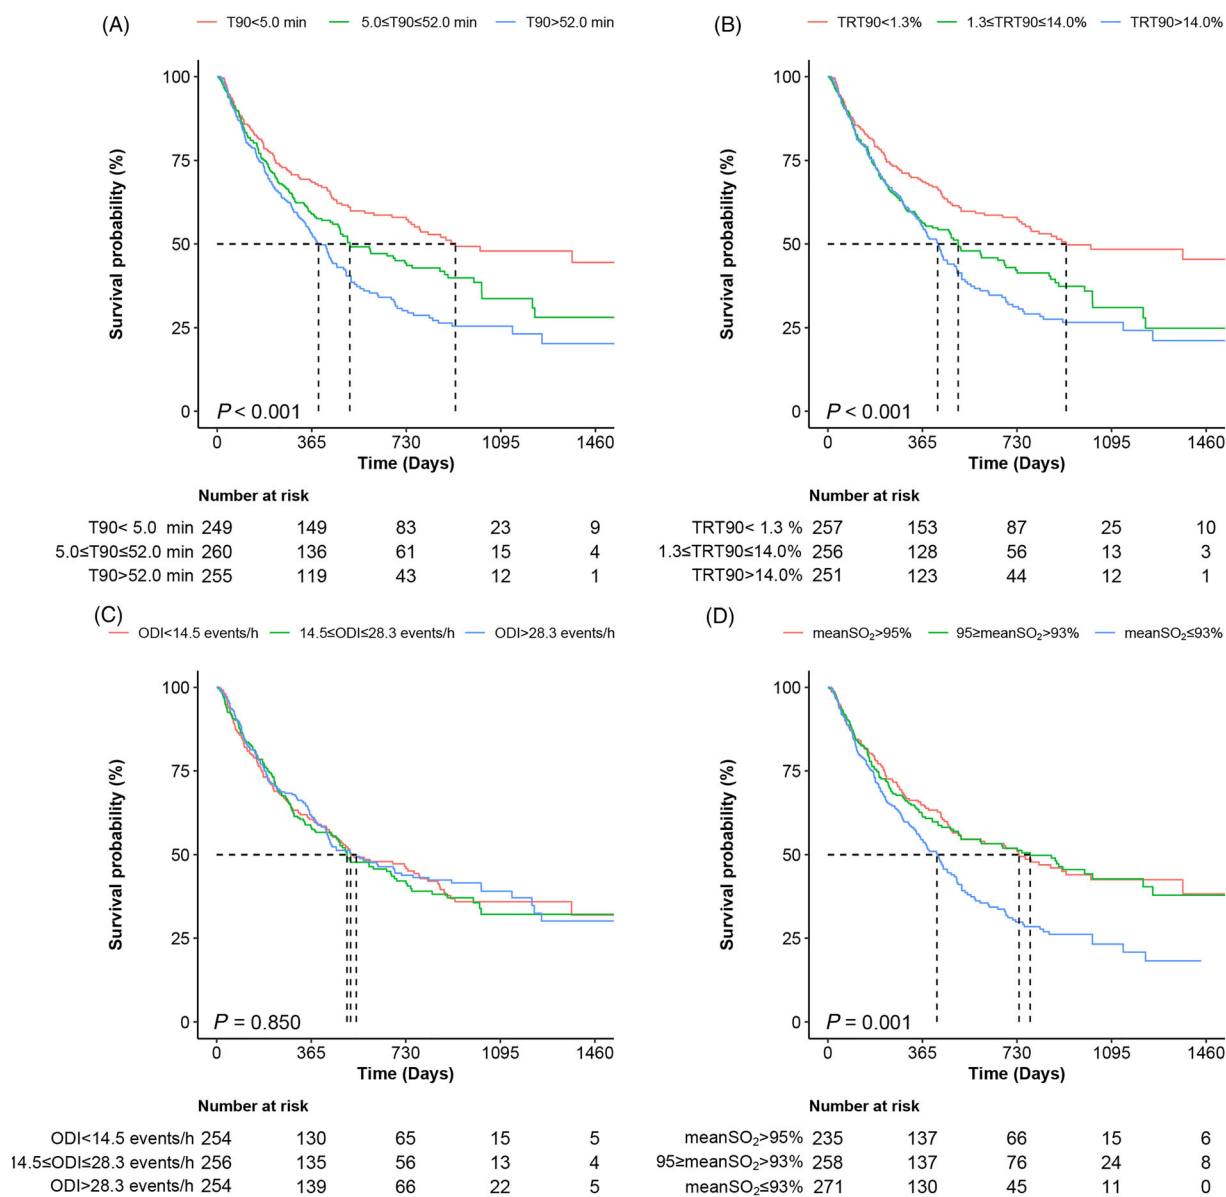 (A)
T90<5.0 min 5.0≤T90≤52.0 min T90>52.0 min
Survival probability (%)
100
75
50
25
0
P < 0.001
0 365 730 1095 1460
Time (Days)
Number at risk
T90< 5.0 min 249 149 83 23 9
5.0≤T90≤52.0 min 260 136 61 15 4
T90>52.0 min 255 119 43 12 1
(B)
TRT90<1.3% 1.3≤TRT90≤14.0% TRT90>14.0%
Survival probability (%)
100
75
50
25
0
P < 0.001
0 365 730 1095 1460
Time (Days)
Number at risk
TRT90< 1.3 % 257 153 87 25 10
1.3≤TRT90≤14.0% 256 128 56 13 3
TRT90>14.0% 251 123 44 12 1
(C)
ODI<14.5 events/h 14.5≤ODI≤28.3 events/h ODI>28.3 events/h
Survival probability (%)
100
75
50
25
0
P = 0.850
0 365 730 1095 1460
Time (Days)
Number at risk
ODI<14.5 events/h 254 130 65 15 5
14.5≤ODI≤28.3 events/h 256 135 56 13 4
ODI>28.3 events/h 254 139 66 22 5
(D)
meanSO₂>95% 95≥meanSO₂>93% meanSO₂≤93%
Survival probability (%)
100
75
50
25
0
P = 0.001
0 365 730 1095 1460
Time (Days)
Number at risk
meanSO₂>95% 235 137 66 15 6
95≥meanSO₂>93% 258 137 76 24 8
meanSO₂≤93% 271 130 45 11 0